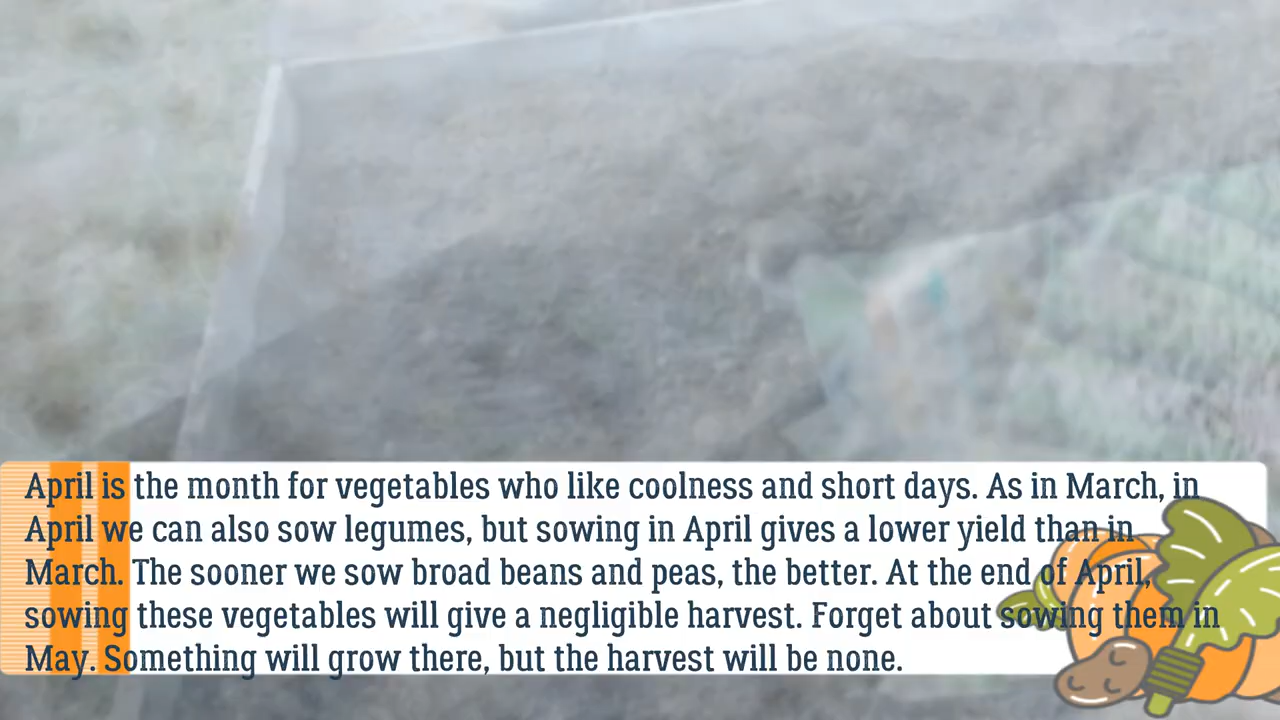 April is the month for vegetables who like coolness and short days. As in March, in
April we can also sow legumes, but sowing in April gives a lower yield than in
March. The sooner we sow broad beans and peas, the better. At the end of April,
sowing these vegetables will give a negligible harvest. Forget about sowing them in
May. Something will grow there, but the harvest will be none.